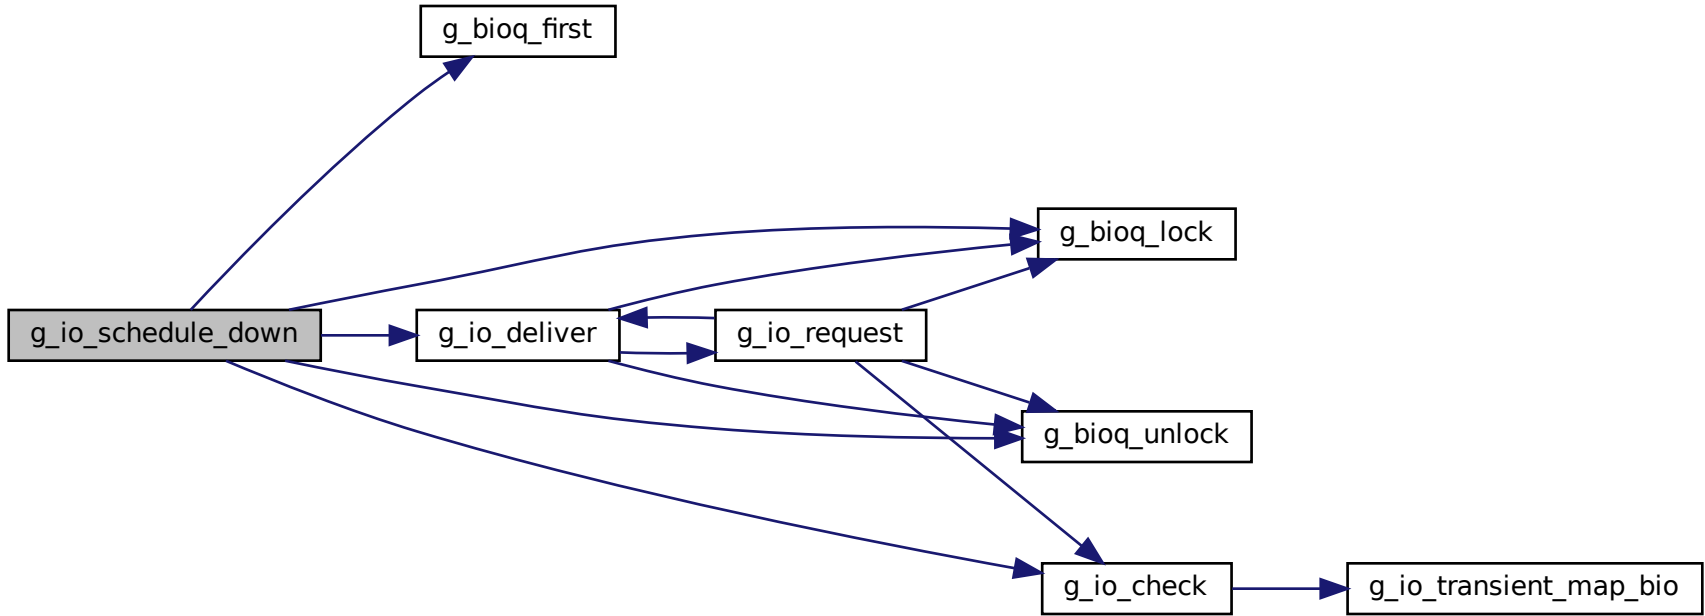 g_bioq_first
g_bioq_lock
g_io_schedule_down
g_io_deliver
g_io_request
g_bioq_unlock
g_io_check
g_io_transient_map_bio